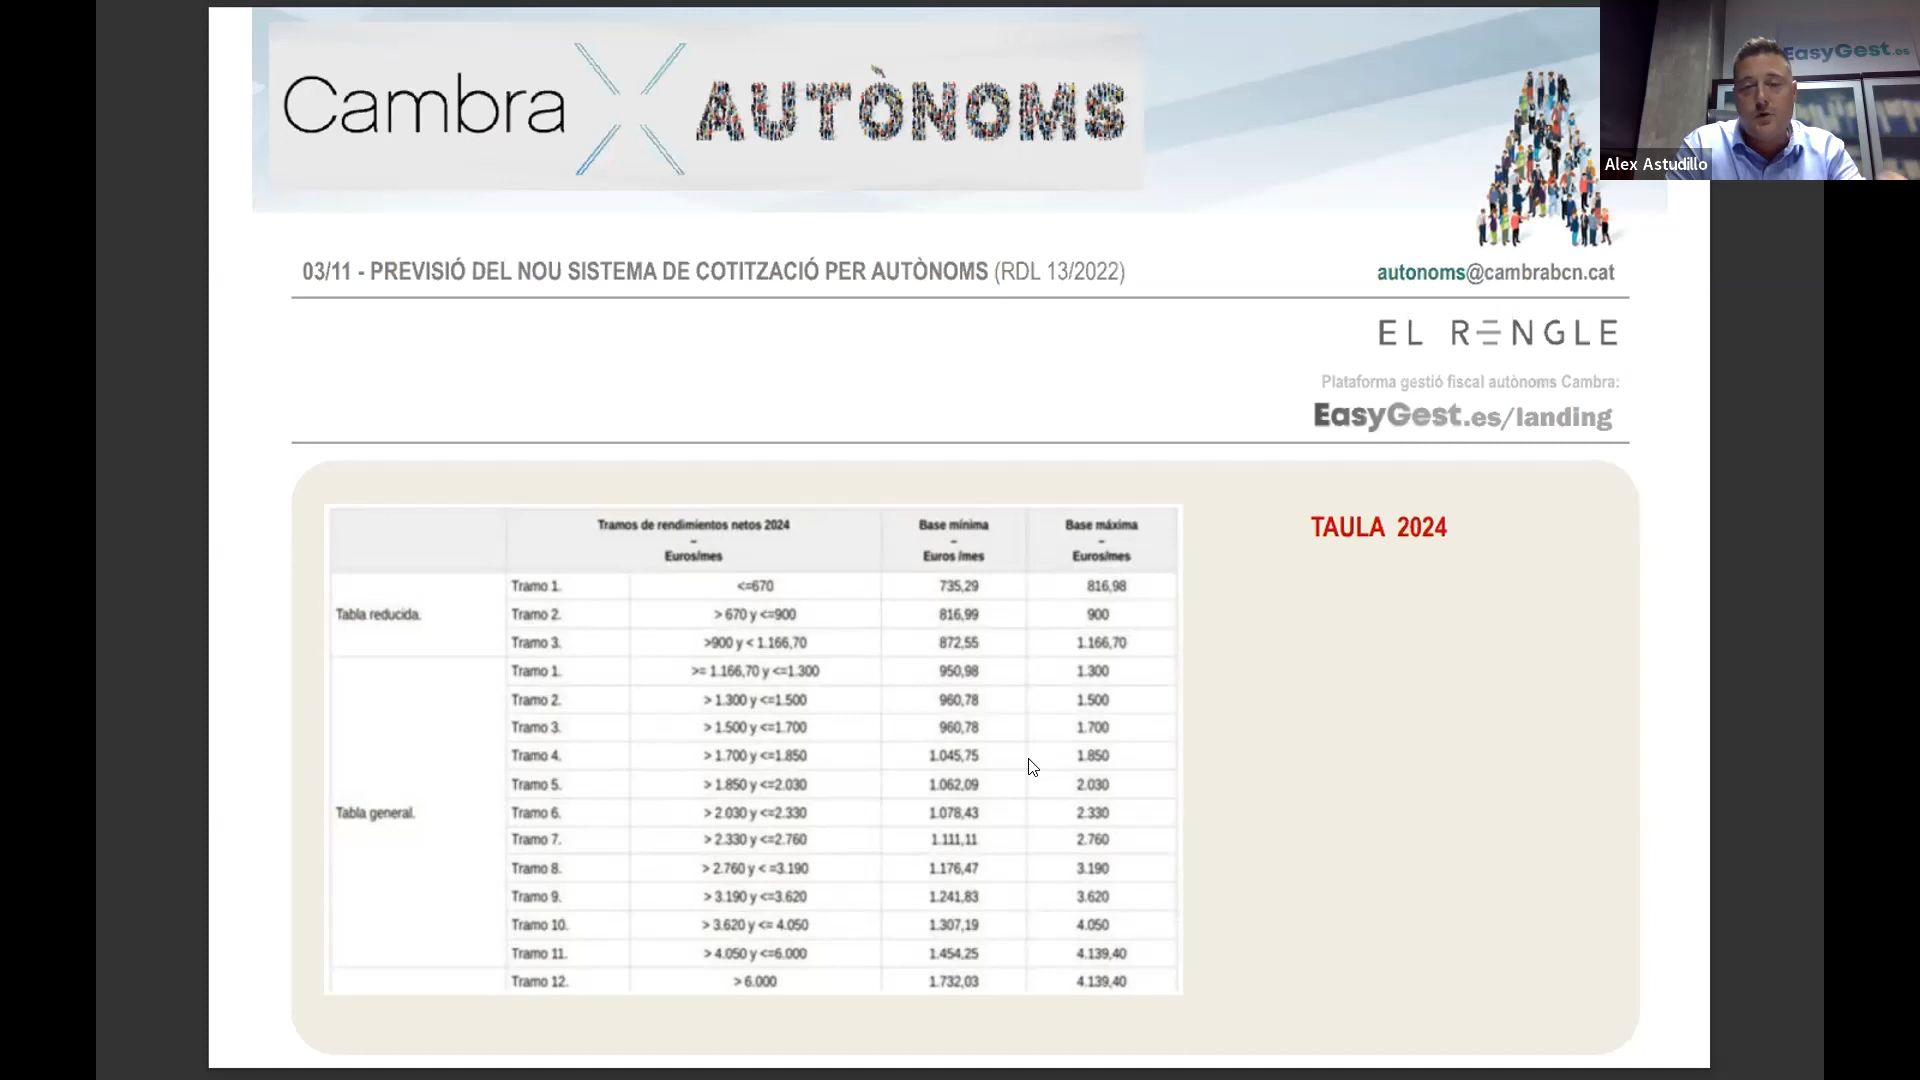 Cambra AUTÒNOMS
EasyGest.es
Alex Astudillo
03/11 - PREVISIÓ DEL NOU SISTEMA DE COTITZACIÓ PER AUTÒNOMS (RDL 13/2022)
autonoms@cambrabcn.cat
EL RENGLE
Plataforma gestió fiscal autònoms Cambra:
EasyGest.es/landing
TAULA 2024
Tramos de rendimientos netos 2024 – Euros/mes
Base mínima – Euros /mes
Base máxima – Euros/mes
Tabla reducida.
Tramo 1. <=670 735,29 816,98
Tramo 2. > 670 y <=900 816,99 900
Tramo 3. >900 y < 1.166,70 872,55 1.166,70
Tabla general.
Tramo 1. >= 1.166,70 y <=1.300 950,98 1.300
Tramo 2. > 1.300 y <=1.500 960,78 1.500
Tramo 3. > 1.500 y <=1.700 960,78 1.700
Tramo 4. > 1.700 y <=1.850 1.045,75 1.850
Tramo 5. > 1.850 y <=2.030 1.062,09 2.030
Tramo 6. > 2.030 y <=2.330 1.078,43 2.330
Tramo 7. > 2.330 y <=2.760 1.111,11 2.760
Tramo 8. > 2.760 y < =3.190 1.176,47 3.190
Tramo 9. > 3.190 y <=3.620 1.241,83 3.620
Tramo 10. > 3.620 y <= 4.050 1.307,19 4.050
Tramo 11. > 4.050 y <=6.000 1.454,25 4.139,40
Tramo 12. > 6.000 1.732,03 4.139,40